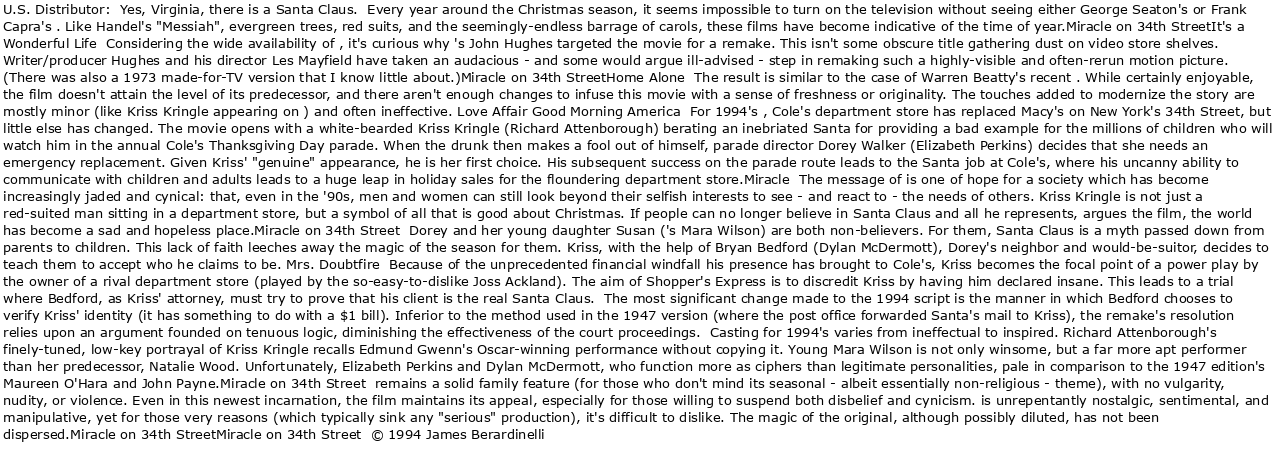 U.S. Distributor:  Yes, Virginia, there is a Santa Claus.  Every year around the Christmas season, it seems impossible to turn on the television without seeing either George Seaton's or Frank
Capra's . Like Handel's "Messiah", evergreen trees, red suits, and the seemingly-endless barrage of carols, these films have become indicative of the time of year.Miracle on 34th StreetIt's a
Wonderful Life  Considering the wide availability of , it's curious why 's John Hughes targeted the movie for a remake. This isn't some obscure title gathering dust on video store shelves.
Writer/producer Hughes and his director Les Mayfield have taken an audacious - and some would argue ill-advised - step in remaking such a highly-visible and often-rerun motion picture.
(There was also a 1973 made-for-TV version that I know little about.)Miracle on 34th StreetHome Alone  The result is similar to the case of Warren Beatty's recent . While certainly enjoyable,
the film doesn't attain the level of its predecessor, and there aren't enough changes to infuse this movie with a sense of freshness or originality. The touches added to modernize the story are
mostly minor (like Kriss Kringle appearing on ) and often ineffective. Love Affair Good Morning America  For 1994's , Cole's department store has replaced Macy's on New York's 34th Street, but
little else has changed. The movie opens with a white-bearded Kriss Kringle (Richard Attenborough) berating an inebriated Santa for providing a bad example for the millions of children who will
watch him in the annual Cole's Thanksgiving Day parade. When the drunk then makes a fool out of himself, parade director Dorey Walker (Elizabeth Perkins) decides that she needs an
emergency replacement. Given Kriss' "genuine" appearance, he is her first choice. His subsequent success on the parade route leads to the Santa job at Cole's, where his uncanny ability to
communicate with children and adults leads to a huge leap in holiday sales for the floundering department store.Miracle  The message of is one of hope for a society which has become
increasingly jaded and cynical: that, even in the '90s, men and women can still look beyond their selfish interests to see - and react to - the needs of others. Kriss Kringle is not just a
red-suited man sitting in a department store, but a symbol of all that is good about Christmas. If people can no longer believe in Santa Claus and all he represents, argues the film, the world
has become a sad and hopeless place.Miracle on 34th Street  Dorey and her young daughter Susan ('s Mara Wilson) are both non-believers. For them, Santa Claus is a myth passed down from
parents to children. This lack of faith leeches away the magic of the season for them. Kriss, with the help of Bryan Bedford (Dylan McDermott), Dorey's neighbor and would-be-suitor, decides to
teach them to accept who he claims to be. Mrs. Doubtfire  Because of the unprecedented financial windfall his presence has brought to Cole's, Kriss becomes the focal point of a power play by
the owner of a rival department store (played by the so-easy-to-dislike Joss Ackland). The aim of Shopper's Express is to discredit Kriss by having him declared insane. This leads to a trial
where Bedford, as Kriss' attorney, must try to prove that his client is the real Santa Claus.  The most significant change made to the 1994 script is the manner in which Bedford chooses to
verify Kriss' identity (it has something to do with a $1 bill). Inferior to the method used in the 1947 version (where the post office forwarded Santa's mail to Kriss), the remake's resolution
relies upon an argument founded on tenuous logic, diminishing the effectiveness of the court proceedings.  Casting for 1994's varies from ineffectual to inspired. Richard Attenborough's
finely-tuned, low-key portrayal of Kriss Kringle recalls Edmund Gwenn's Oscar-winning performance without copying it. Young Mara Wilson is not only winsome, but a far more apt performer
than her predecessor, Natalie Wood. Unfortunately, Elizabeth Perkins and Dylan McDermott, who function more as ciphers than legitimate personalities, pale in comparison to the 1947 edition's
Maureen O'Hara and John Payne.Miracle on 34th Street  remains a solid family feature (for those who don't mind its seasonal - albeit essentially non-religious - theme), with no vulgarity,
nudity, or violence. Even in this newest incarnation, the film maintains its appeal, especially for those willing to suspend both disbelief and cynicism. is unrepentantly nostalgic, sentimental, and
manipulative, yet for those very reasons (which typically sink any "serious" production), it's difficult to dislike. The magic of the original, although possibly diluted, has not been
dispersed.Miracle on 34th StreetMiracle on 34th Street  © 1994 James Berardinelli